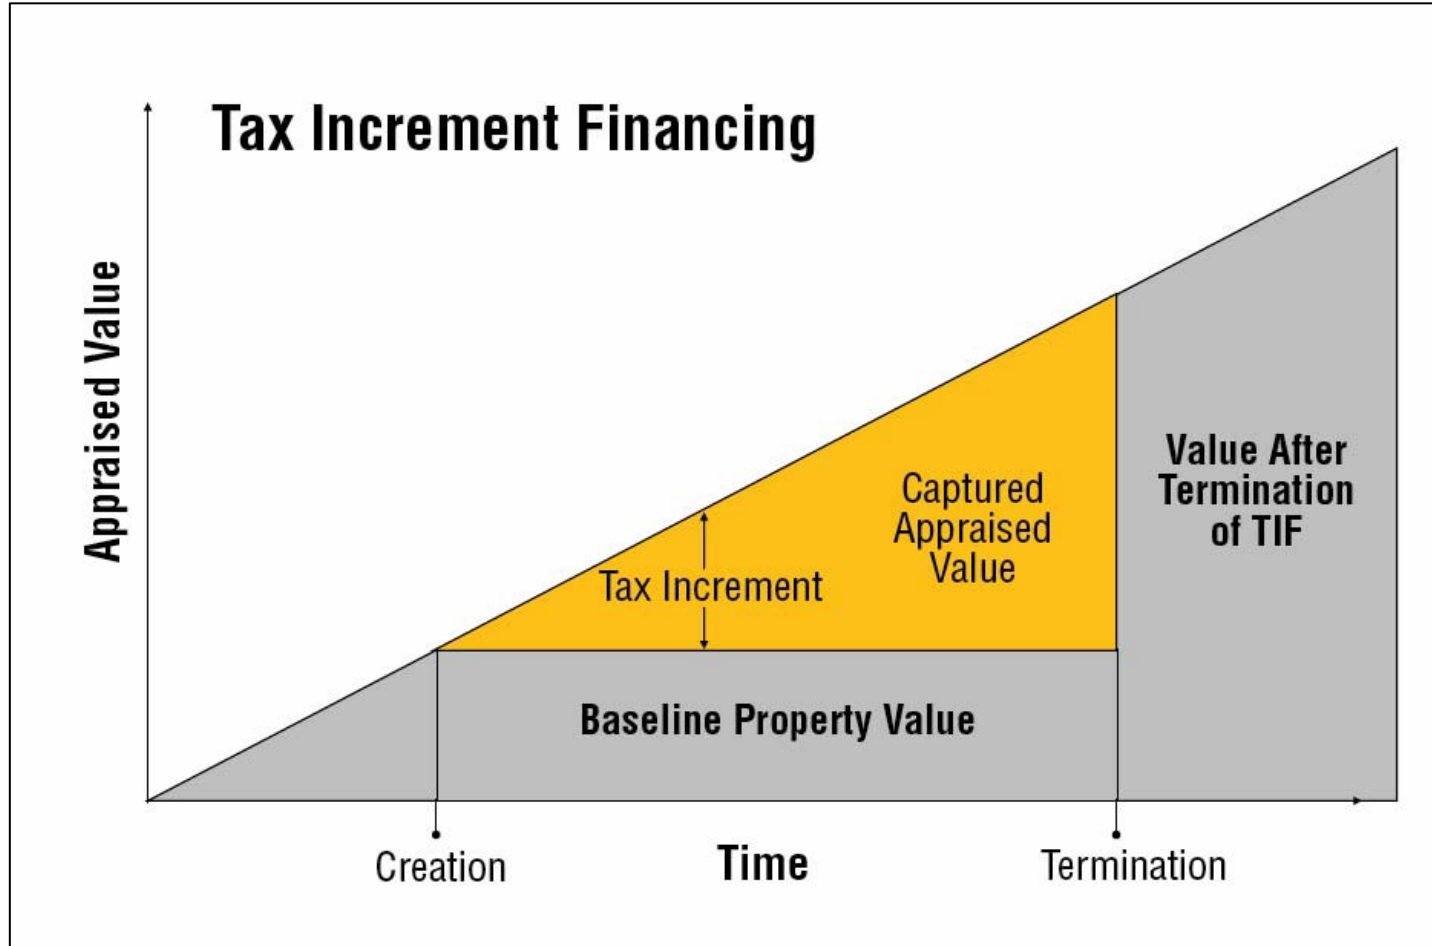 Tax Increment Financing
Appraised Value
Captured
Appraised
Value
Tax Increment
Value After
Termination
of TIF
Baseline Property Value
Creation
Time
Termination